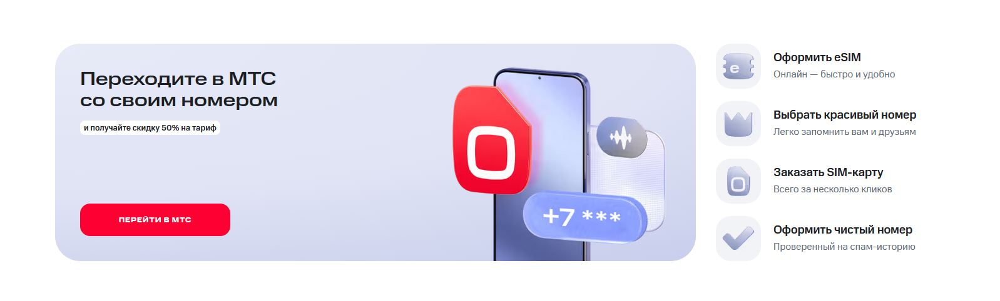 Переходите в МТС
со своим номером
и получайте скидку 50% на тариф
ПЕРЕЙТИ В МТС
+7 ***
e
Оформить eSIM
Онлайн — быстро и удобно
Выбрать красивый номер
Легко запомнить вам и друзьям
Заказать SIM-карту
Всего за несколько кликов
Оформить чистый номер
Проверенный на спам-историю